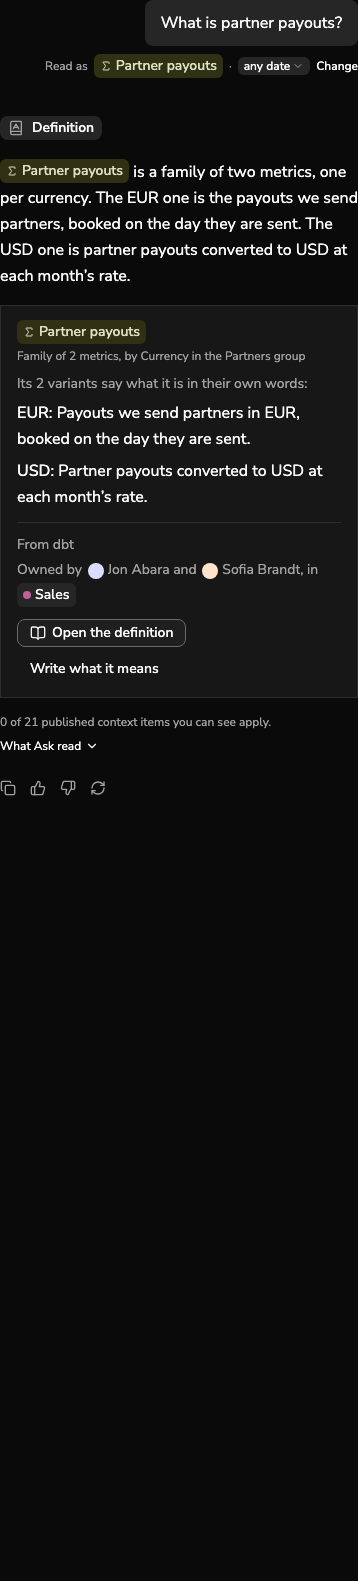 What is partner payouts?
Read as Σ Partner payouts · any date Change
Definition
Σ Partner payouts is a family of two metrics, one
per currency. The EUR one is the payouts we send
partners, booked on the day they are sent. The
USD one is partner payouts converted to USD at
each month’s rate.
Σ Partner payouts
Family of 2 metrics, by Currency in the Partners group
Its 2 variants say what it is in their own words:
EUR: Payouts we send partners in EUR,
booked on the day they are sent.
USD: Partner payouts converted to USD at
each month’s rate.
From dbt
Owned by Jon Abara and Sofia Brandt, in
Sales
Open the definition
Write what it means
0 of 21 published context items you can see apply.
What Ask read